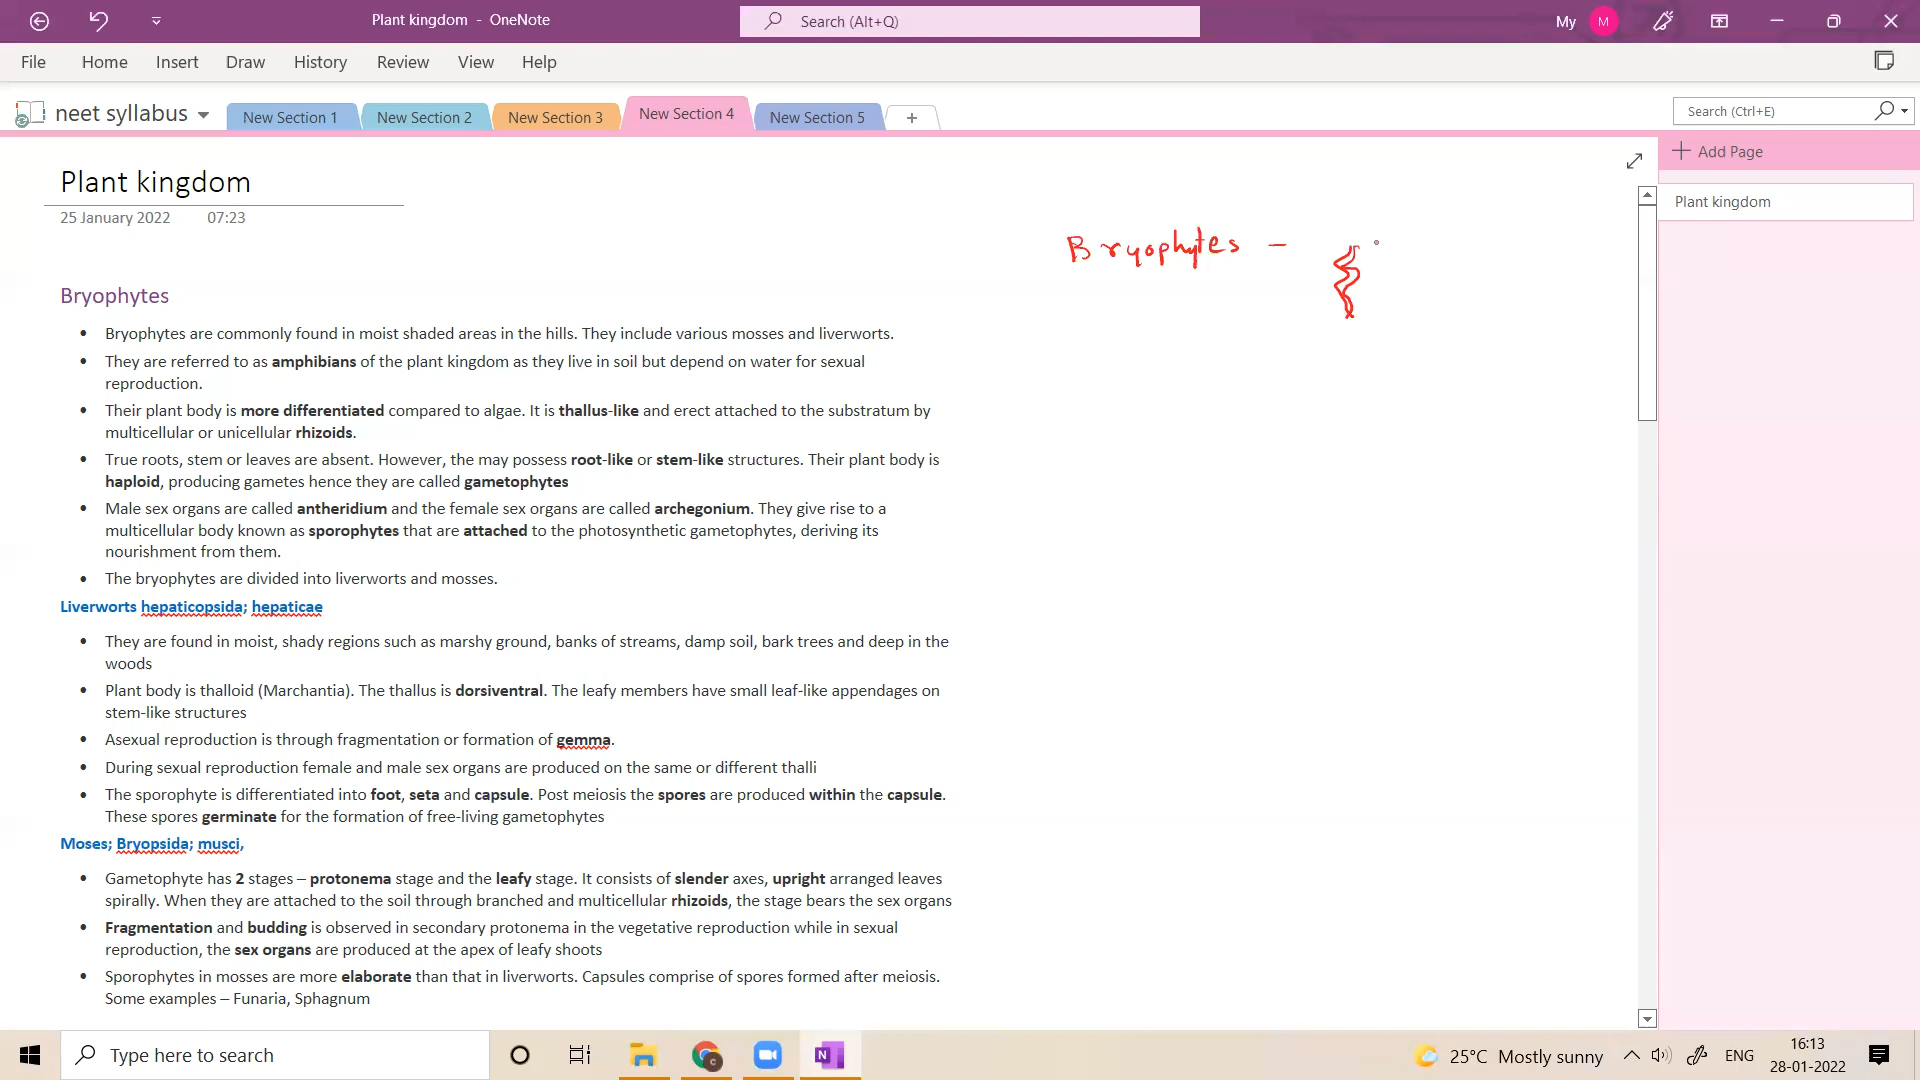 Plant kingdom - OneNote
Search (Alt+Q)
My
M
File Home Insert Draw History Review View Help
neet syllabus
New Section 1
New Section 2
New Section 3
New Section 4
New Section 5
+
Search (Ctrl+E)
Add Page
Plant kingdom
Plant kingdom
25 January 2022 07:23
Bryophytes –
Bryophytes
• Bryophytes are commonly found in moist shaded areas in the hills. They include various mosses and liverworts.
• They are referred to as amphibians of the plant kingdom as they live in soil but depend on water for sexual
reproduction.
• Their plant body is more differentiated compared to algae. It is thallus-like and erect attached to the substratum by
multicellular or unicellular rhizoids.
• True roots, stem or leaves are absent. However, the may possess root-like or stem-like structures. Their plant body is
haploid, producing gametes hence they are called gametophytes
• Male sex organs are called antheridium and the female sex organs are called archegonium. They give rise to a
multicellular body known as sporophytes that are attached to the photosynthetic gametophytes, deriving its
nourishment from them.
• The bryophytes are divided into liverworts and mosses.
Liverworts hepaticopsida; hepaticae
• They are found in moist, shady regions such as marshy ground, banks of streams, damp soil, bark trees and deep in the
woods
• Plant body is thalloid (Marchantia). The thallus is dorsiventral. The leafy members have small leaf-like appendages on
stem-like structures
• Asexual reproduction is through fragmentation or formation of gemma.
• During sexual reproduction female and male sex organs are produced on the same or different thalli
• The sporophyte is differentiated into foot, seta and capsule. Post meiosis the spores are produced within the capsule.
These spores germinate for the formation of free-living gametophytes
Moses; Bryopsida; musci,
• Gametophyte has 2 stages – protonema stage and the leafy stage. It consists of slender axes, upright arranged leaves
spirally. When they are attached to the soil through branched and multicellular rhizoids, the stage bears the sex organs
• Fragmentation and budding is observed in secondary protonema in the vegetative reproduction while in sexual
reproduction, the sex organs are produced at the apex of leafy shoots
• Sporophytes in mosses are more elaborate than that in liverworts. Capsules comprise of spores formed after meiosis.
Some examples – Funaria, Sphagnum
Type here to search
C
N
25°C Mostly sunny
ENG
16:13
28-01-2022